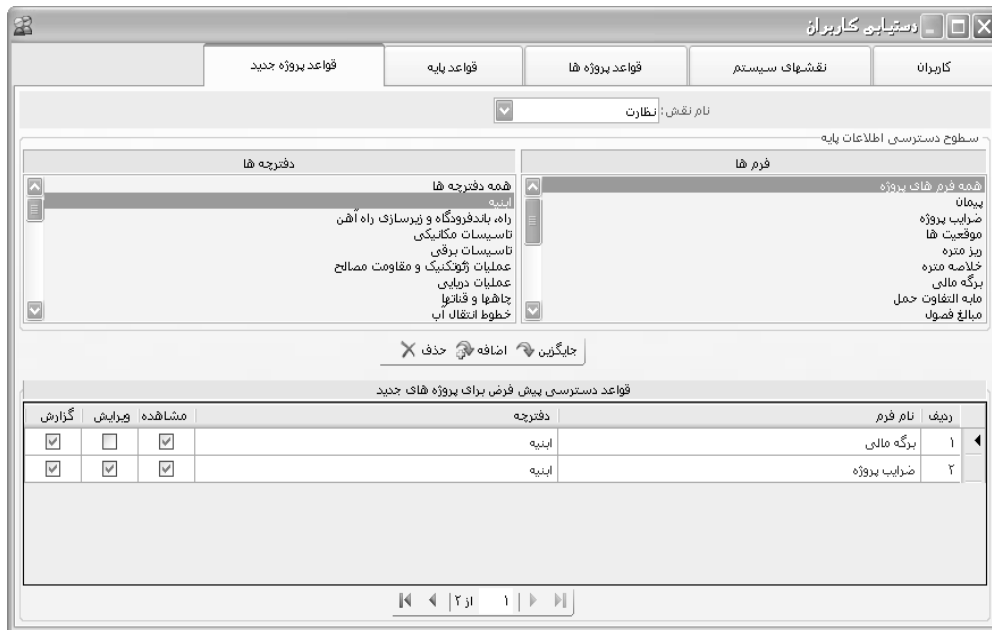 دستیابی کاربران
کاربران
نقشهای سیستم
قواعد پروژه ها
قواعد پایه
قواعد پروژه جدید
نام نقش: نظارت
سطوح دسترسی اطلاعات پایه
فرم ها
همه فرم های پروژه
پیمان
ضرایب پروژه
موقعیت ها
ریز متره
خلاصه متره
برگه مالی
مابه التفاوت حمل
مبالغ فصول
دفترچه ها
همه دفترچه ها
ابنیه
راه، باندفرودگاه و زیرسازی راه آهن
تاسیسات مکانیکی
تاسیسات برقی
عملیات ژئوتکنیک و مقاومت مصالح
عملیات دریایی
چاهها و قناتها
خطوط انتقال آب
جایگزین اضافه حذف
قواعد دسترسی پیش فرض برای پروژه های جدید
ردیف نام فرم دفترچه مشاهده ویرایش گزارش
۱ برگه مالی ابنیه
۲ ضرایب پروژه ابنیه
۱ از ۲